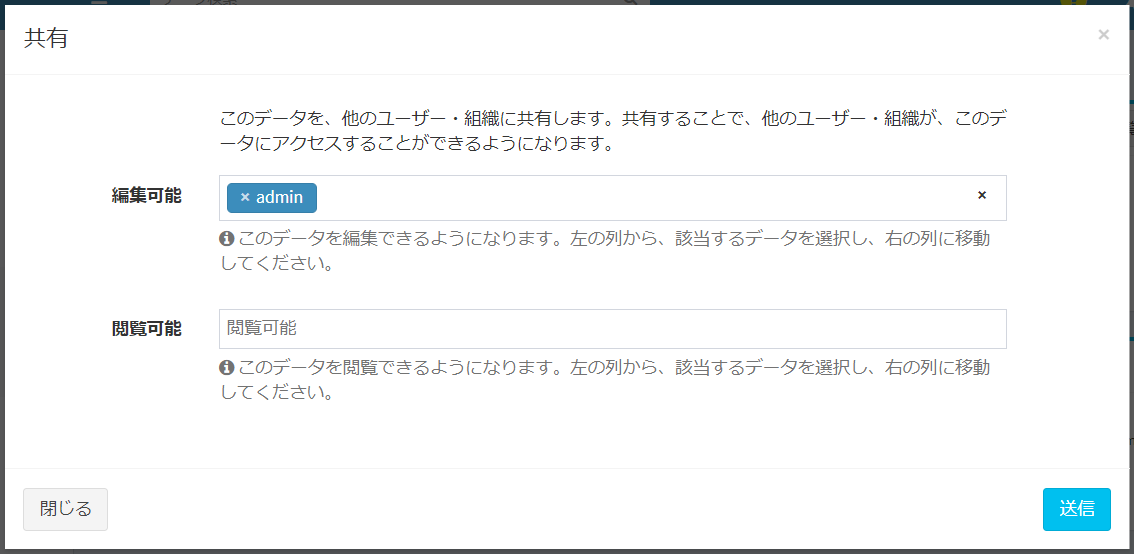 共有
×
このデータを、他のユーザー・組織に共有します。共有することで、他のユーザー・組織が、このデ
ータにアクセスすることができるようになります。
編集可能
× admin
×
このデータを編集できるようになります。左の列から、該当するデータを選択し、右の列に移動
してください。
閲覧可能
閲覧可能
このデータを閲覧できるようになります。左の列から、該当するデータを選択し、右の列に移動
してください。
閉じる
送信